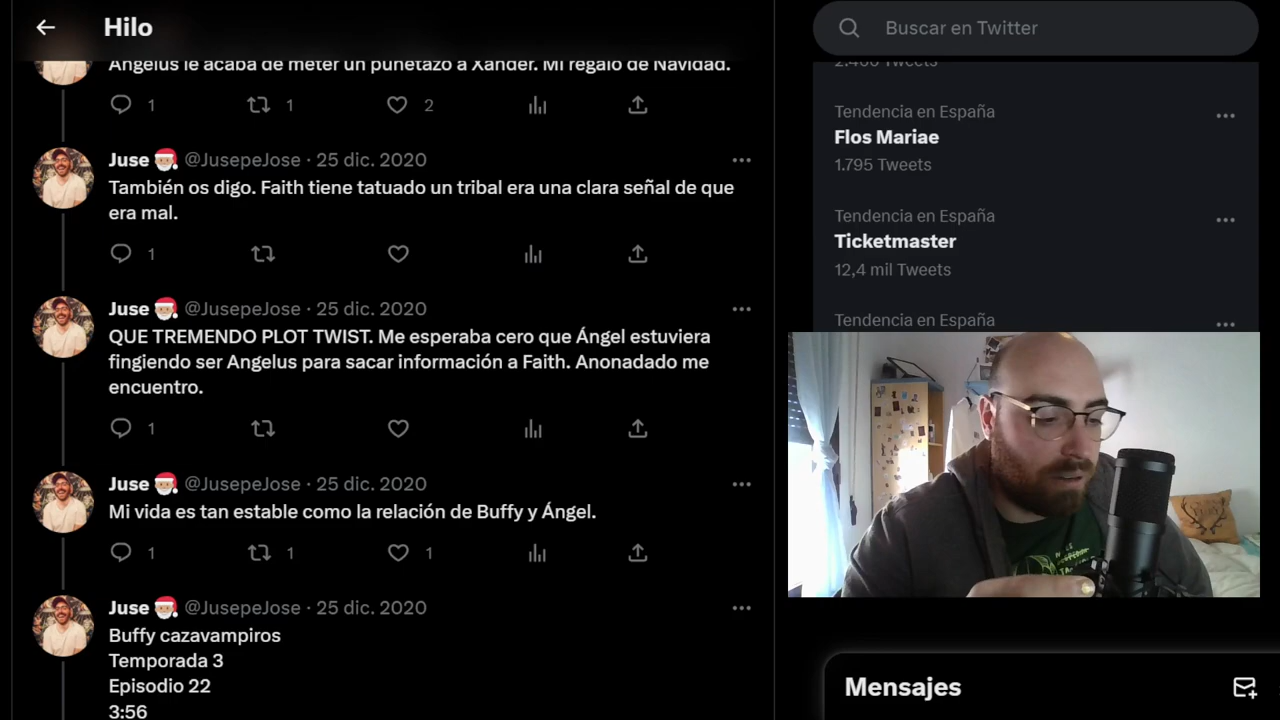 Hilo
Buscar en Twitter
Angelus le acaba de meter un puñetazo a Xander. Mi regalo de Navidad.
1 1 2
Juse @JusepeJose · 25 dic. 2020
También os digo. Faith tiene tatuado un tribal era una clara señal de que
era mal.
1
Juse @JusepeJose · 25 dic. 2020
QUE TREMENDO PLOT TWIST. Me esperaba cero que Ángel estuviera
fingiendo ser Angelus para sacar información a Faith. Anonadado me
encuentro.
1
Juse @JusepeJose · 25 dic. 2020
Mi vida es tan estable como la relación de Buffy y Ángel.
1 1 1
Juse @JusepeJose · 25 dic. 2020
Buffy cazavampiros
Temporada 3
Episodio 22
3:56
Tweets
Tendencia en España
Flos Mariae
1.795 Tweets
Tendencia en España
Ticketmaster
12,4 mil Tweets
Tendencia en España
Mensajes